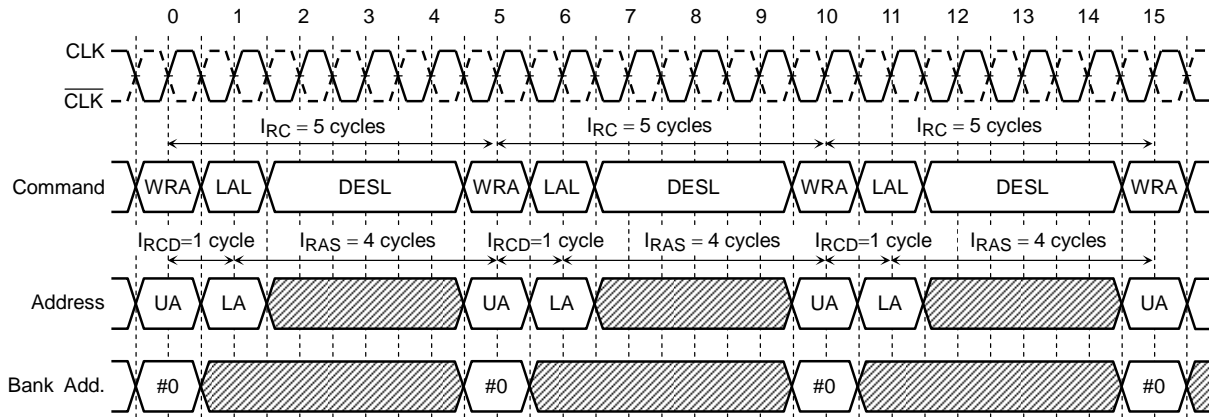 0 1 2 3 4 5 6 7 8 9 10 11 12 13 14 15
CLK
CLK
IRC = 5 cycles IRC = 5 cycles IRC = 5 cycles
Command WRA LAL DESL WRA LAL DESL WRA LAL DESL WRA
IRCD=1 cycle IRAS = 4 cycles IRCD=1 cycle IRAS = 4 cycles IRCD=1 cycle IRAS = 4 cycles
Address UA LA UA LA UA LA UA
Bank Add. #0 #0 #0 #0